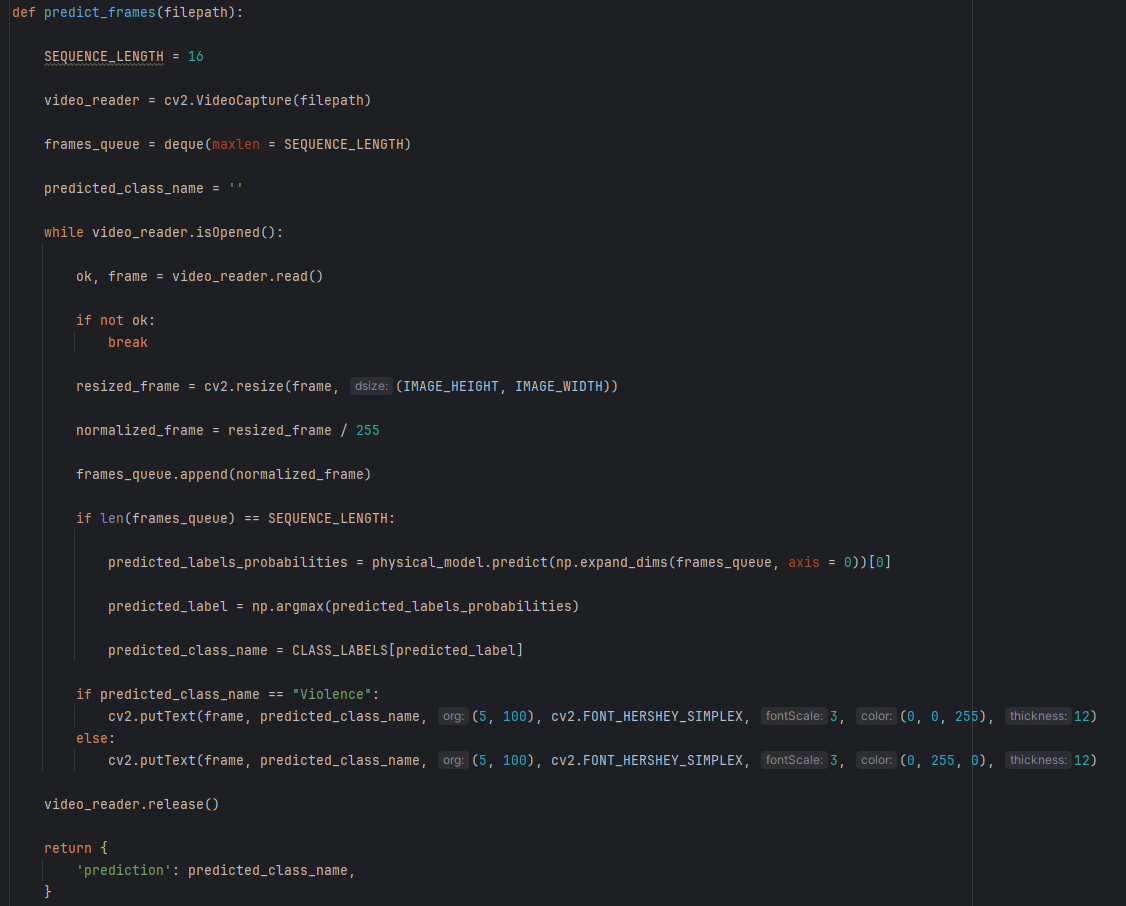 def predict_frames(filepath):
SEQUENCE_LENGTH = 16
video_reader = cv2.VideoCapture(filepath)
frames_queue = deque(maxlen = SEQUENCE_LENGTH)
predicted_class_name = ''
while video_reader.isOpened():
ok, frame = video_reader.read()
if not ok:
break
resized_frame = cv2.resize(frame, dsize: (IMAGE_HEIGHT, IMAGE_WIDTH))
normalized_frame = resized_frame / 255
frames_queue.append(normalized_frame)
if len(frames_queue) == SEQUENCE_LENGTH:
predicted_labels_probabilities = physical_model.predict(np.expand_dims(frames_queue, axis = 0))[0]
predicted_label = np.argmax(predicted_labels_probabilities)
predicted_class_name = CLASS_LABELS[predicted_label]
if predicted_class_name == "Violence":
cv2.putText(frame, predicted_class_name, org: (5, 100), cv2.FONT_HERSHEY_SIMPLEX, fontScale: 3, color: (0, 0, 255), thickness: 12)
else:
cv2.putText(frame, predicted_class_name, org: (5, 100), cv2.FONT_HERSHEY_SIMPLEX, fontScale: 3, color: (0, 255, 0), thickness: 12)
video_reader.release()
return {
'prediction': predicted_class_name,
}